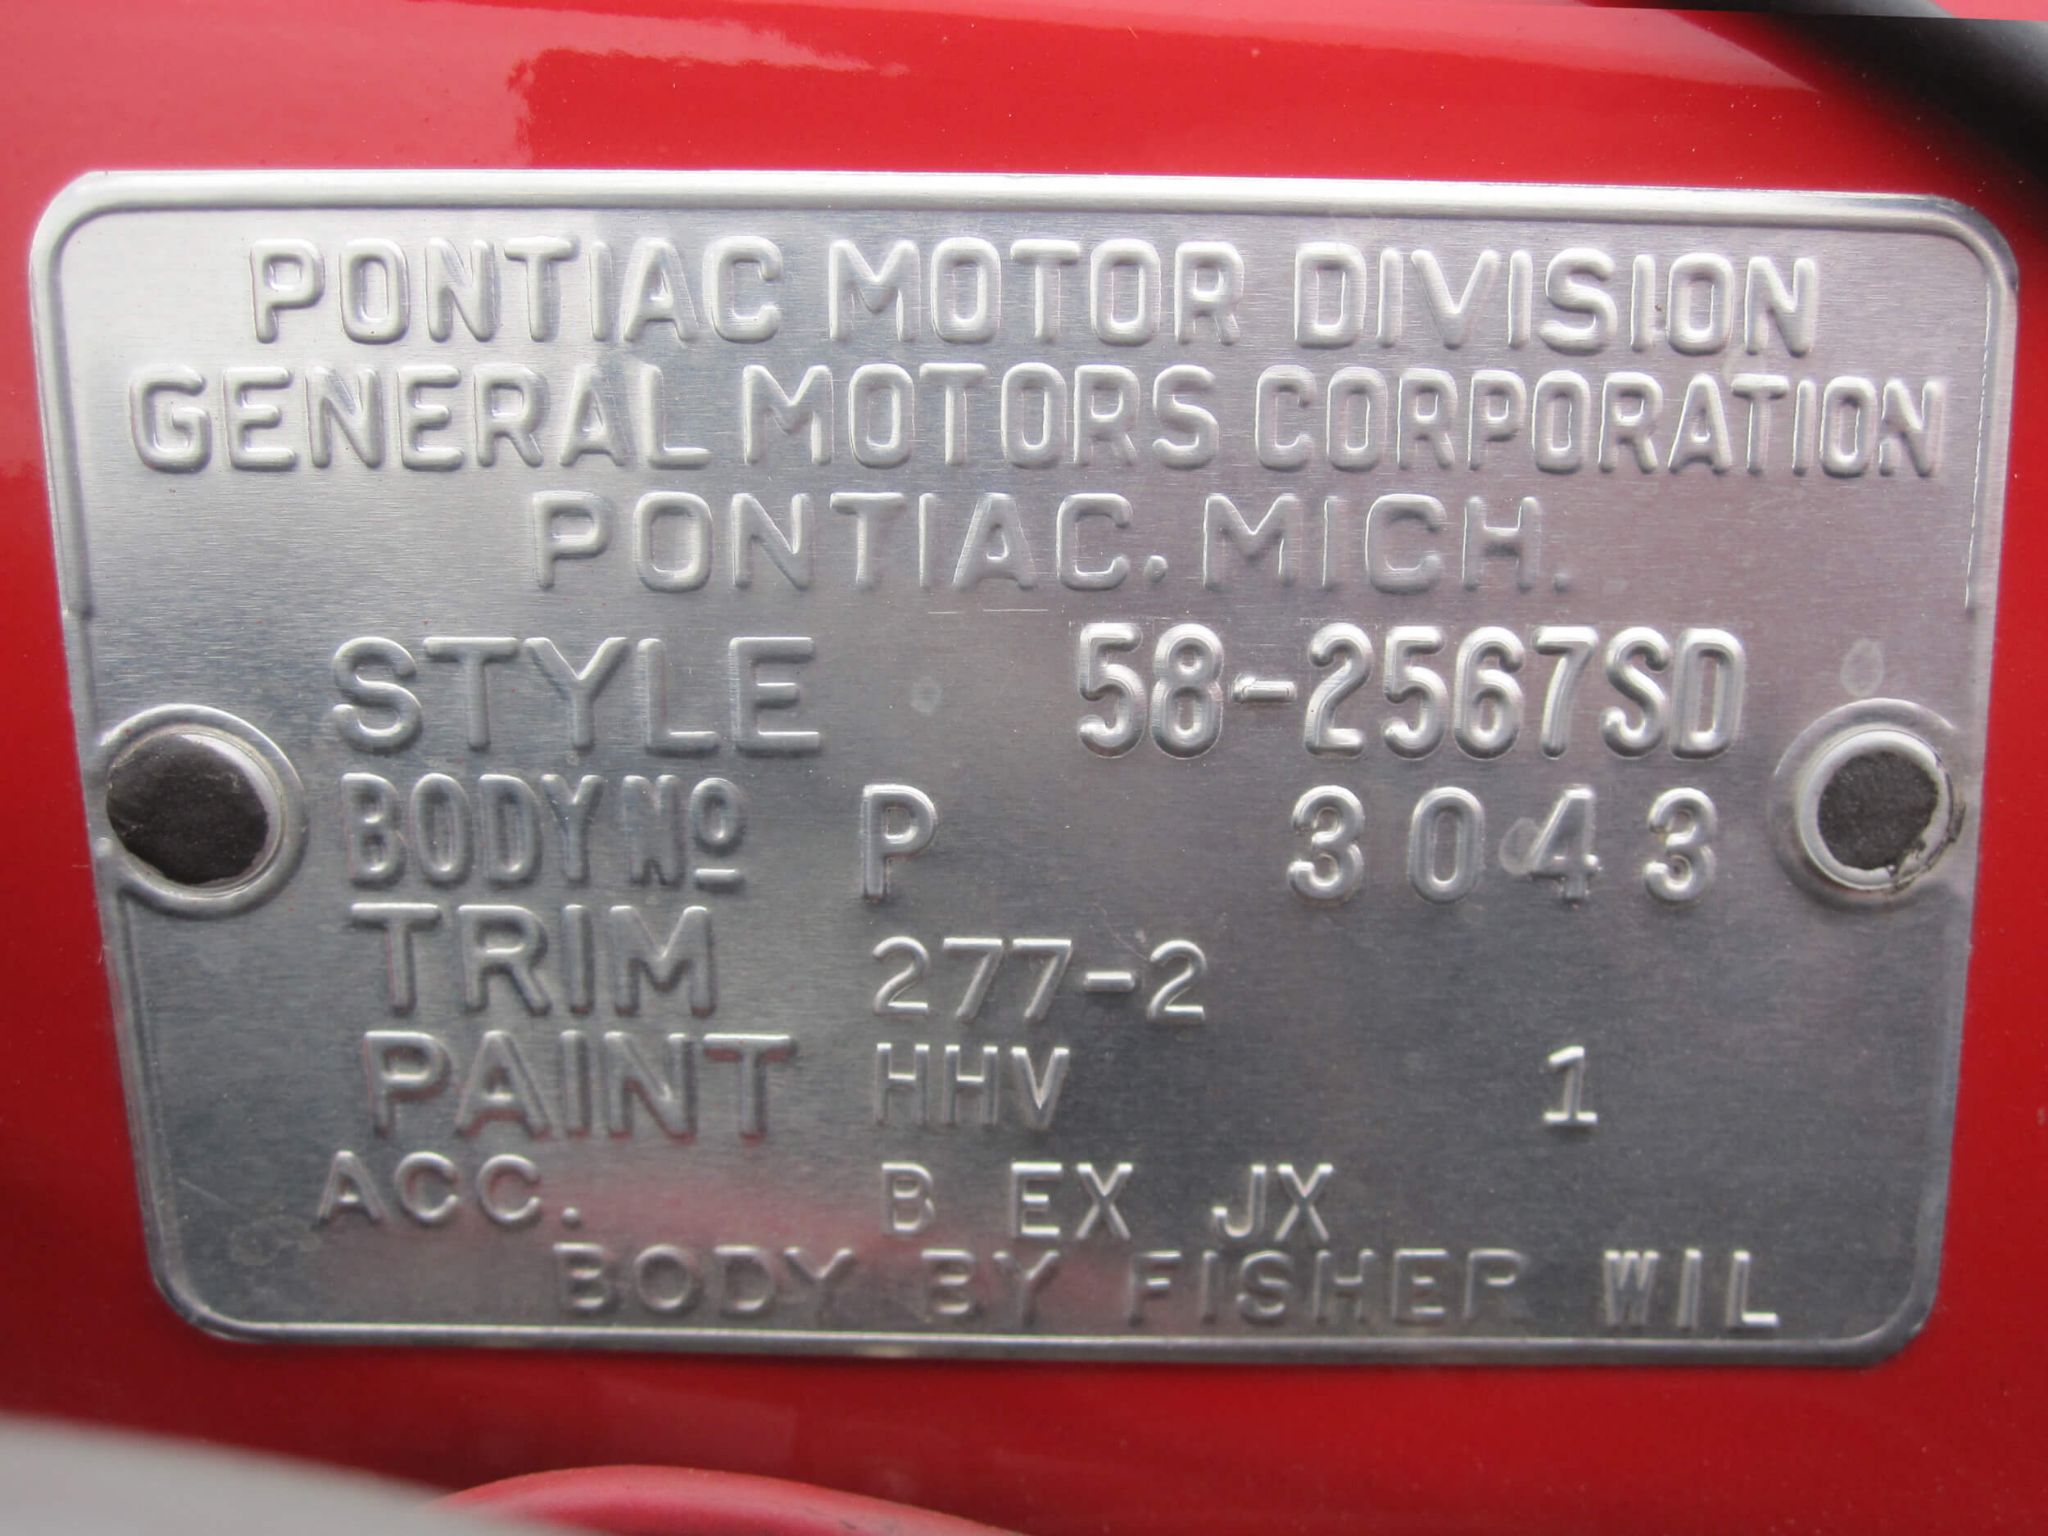 PONTIAC MOTOR DIVISION
GENERAL MOTORS CORPORATION
PONTIAC. MICH.
STYLE 58-2567SD
BODY Nº P 3043
TRIM 277-2
PAINT HHV 1
ACC. B EX JX
BODY BY FISHER WIL